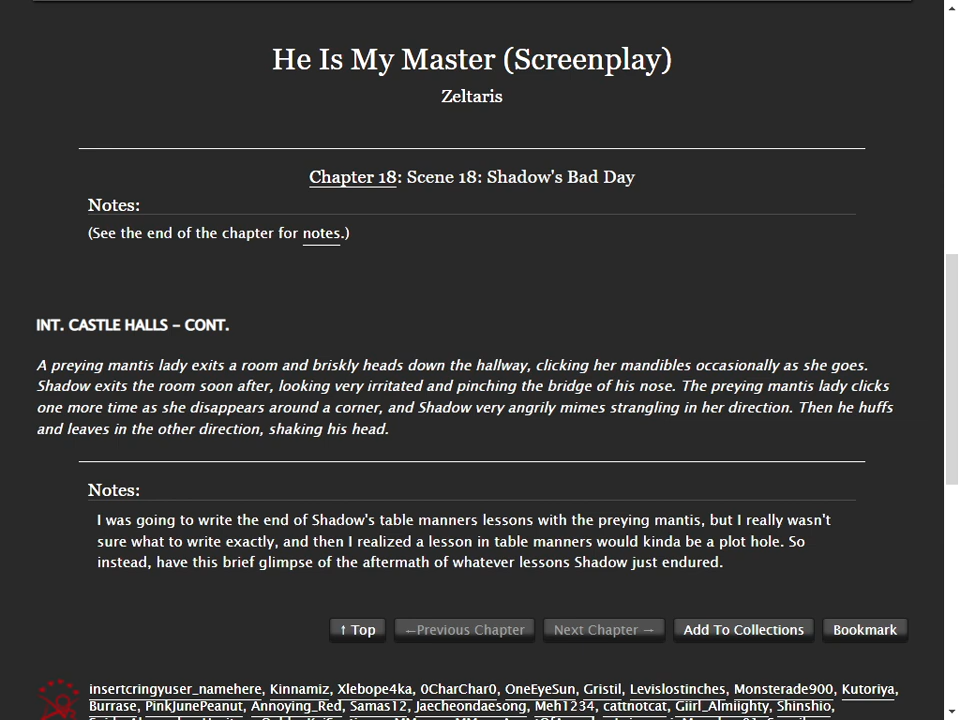 He Is My Master (Screenplay)
Zeltaris
Chapter 18: Scene 18: Shadow's Bad Day
Notes:
(See the end of the chapter for notes.)
INT. CASTLE HALLS – CONT.
A preying mantis lady exits a room and briskly heads down the hallway, clicking her mandibles occasionally as she goes.
Shadow exits the room soon after, looking very irritated and pinching the bridge of his nose. The preying mantis lady clicks
one more time as she disappears around a corner, and Shadow very angrily mimes strangling in her direction. Then he huffs
and leaves in the other direction, shaking his head.
Notes:
I was going to write the end of Shadow's table manners lessons with the preying mantis, but I really wasn't
sure what to write exactly, and then I realized a lesson in table manners would kinda be a plot hole. So
instead, have this brief glimpse of the aftermath of whatever lessons Shadow just endured.
↑ Top ←Previous Chapter Next Chapter → Add To Collections Bookmark
insertcringyuser_namehere, Kinnamiz, Xlebope4ka, 0CharChar0, OneEyeSun, Gristil, Levislostinches, Monsterade900, Kutoriya,
Burrase, PinkJunePeanut, Annoying_Red, Samas12, Jaecheondaesong, Meh1234, cattnotcat, Giirl_Almiighty, Shinshio,